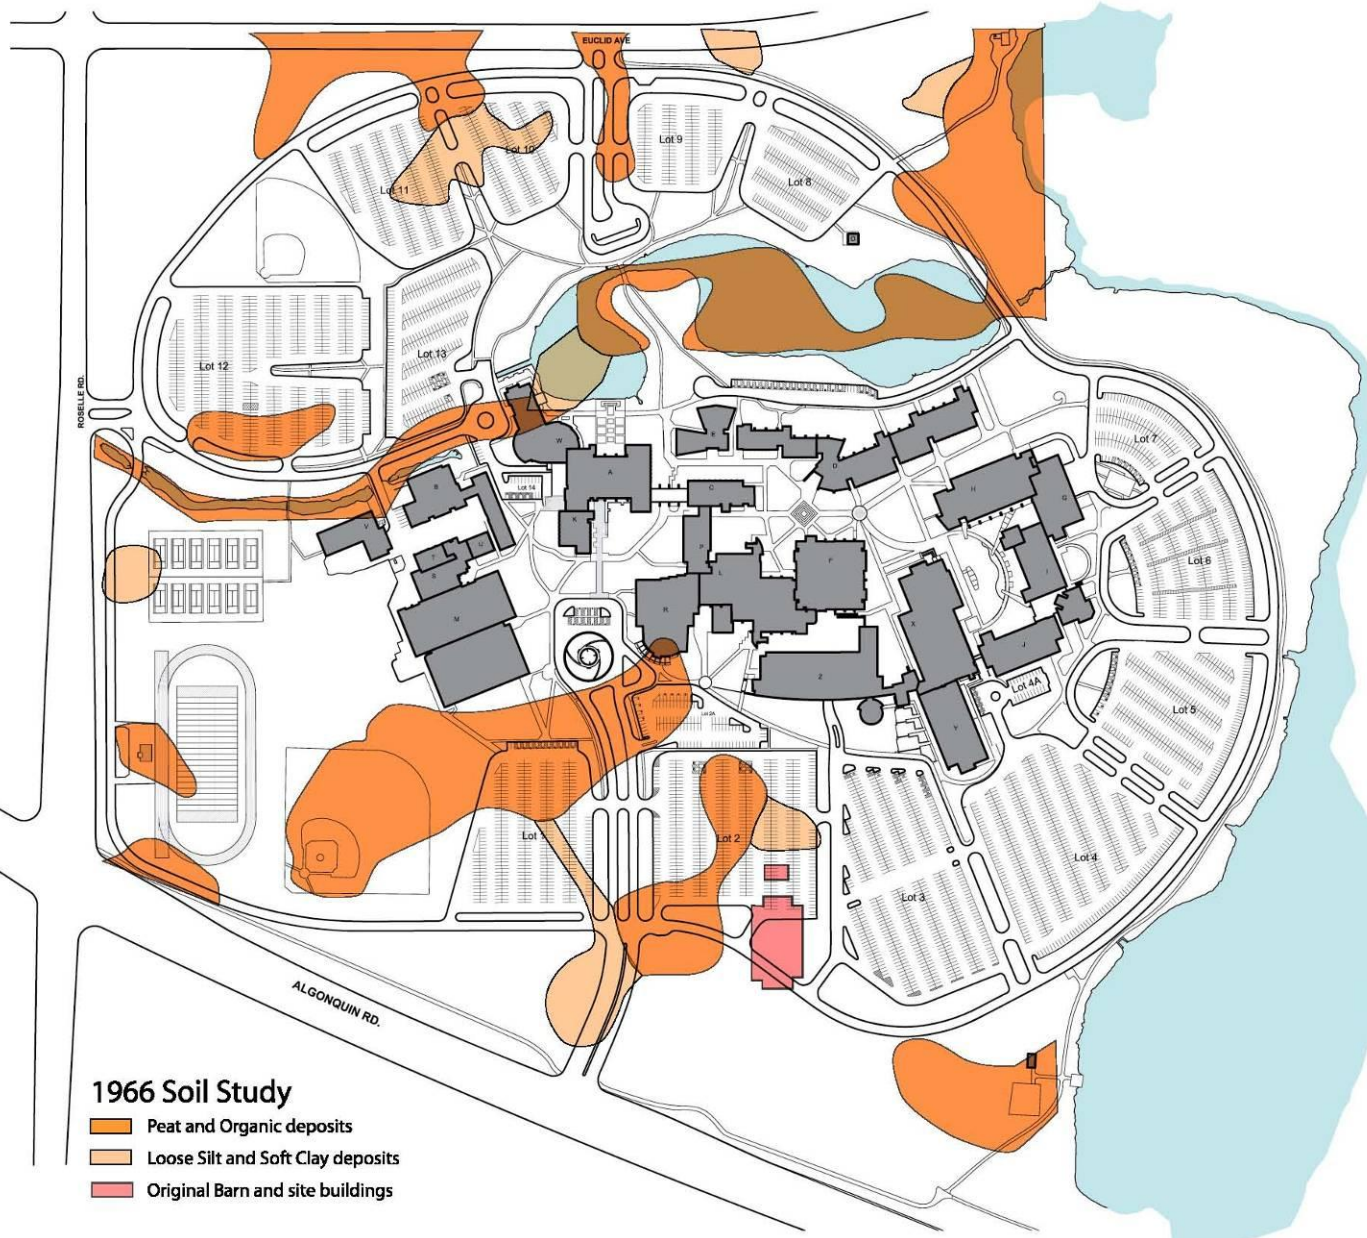 EUCLID AVE
Lot 9
Lot 10
Lot 8
Lot 11
Lot 13
Lot 12
ROSELLE RD.
Lot 7
W
E
A
D
B
Lot 14
C
H
G
K
V
U
T
P
F
L
Lot 6
I
S
R
M
X
J
Z
Lot 4A
Lot 5
Lot 2A
Y
Lot 1
Lot 2
Lot 4
Lot 3
ALGONQUIN RD.
1966 Soil Study
Peat and Organic deposits
Loose Silt and Soft Clay deposits
Original Barn and site buildings